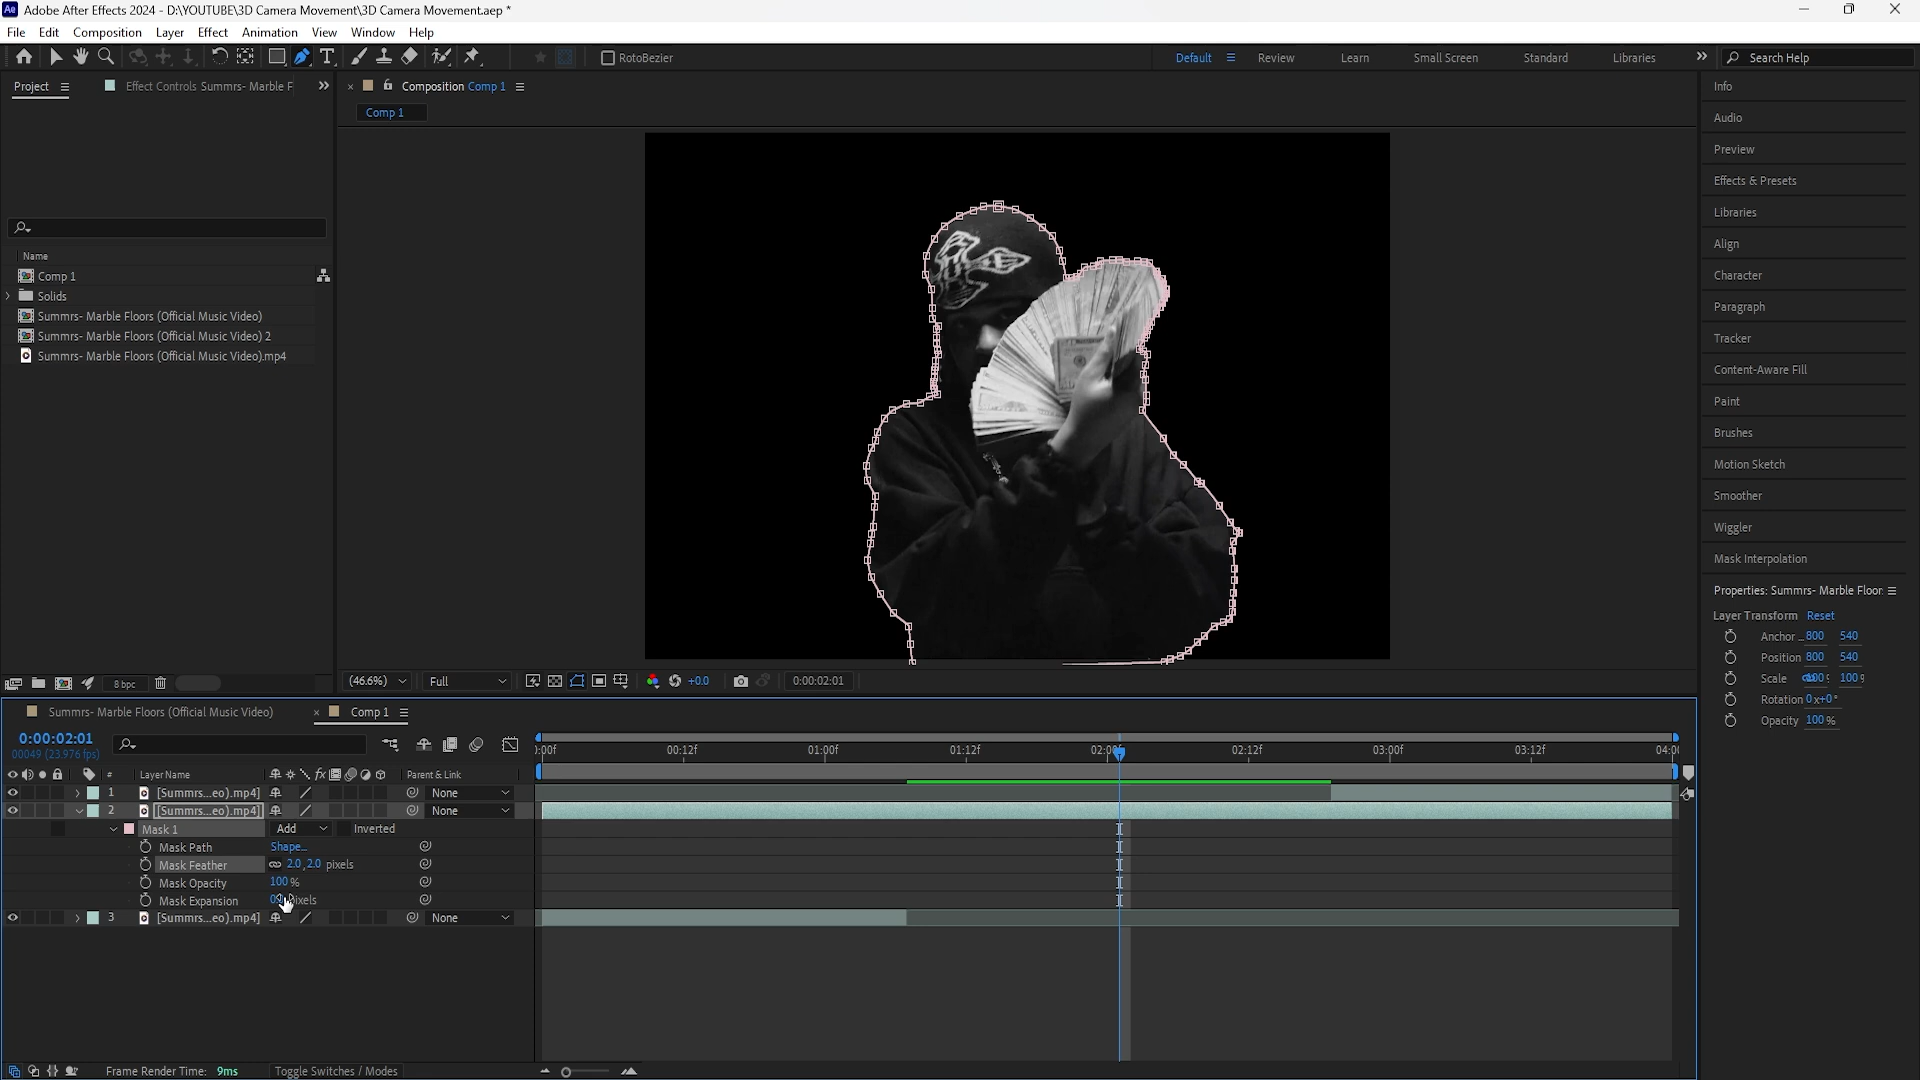 Ae Adobe After Effects 2024 - D:\YOUTUBE\3D Camera Movement\3D Camera Movement.aep *
File Edit Composition Layer Effect Animation View Window Help
RotoBezier
Default Review Learn Small Screen Standard Libraries Search Help
Project Effect Controls Summrs- Marble F
Composition Comp 1
Comp 1
Name
Comp 1
Solids
Summrs- Marble Floors (Official Music Video)
Summrs- Marble Floors (Official Music Video) 2
Summrs- Marble Floors (Official Music Video).mp4
8 bpc
(46.6%) Full +0.0 0:00:02:01
Info
Audio
Preview
Effects & Presets
Libraries
Align
Character
Paragraph
Tracker
Content-Aware Fill
Paint
Brushes
Motion Sketch
Smoother
Wiggler
Mask Interpolation
Properties: Summrs- Marble Floor
Layer Transform Reset
Anchor 800 540
Position 800 540
Scale 100 100
Rotation 0x+0°
Opacity 100 %
Summrs- Marble Floors (Official Music Video) Comp 1
0:00:02:01
00049 (23.976 fps)
:00f 00:12f 01:00f 01:12f 02:00f 02:12f 03:00f 03:12f 04:0
# Layer Name Parent & Link
1 [Summrs...eo).mp4] None
2 [Summrs...eo).mp4] None
Mask 1 Add Inverted
Mask Path Shape...
Mask Feather 2.0, 2.0 pixels
Mask Opacity 100 %
Mask Expansion
3 [Summrs...eo).mp4] None
Frame Render Time: 9ms Toggle Switches / Modes